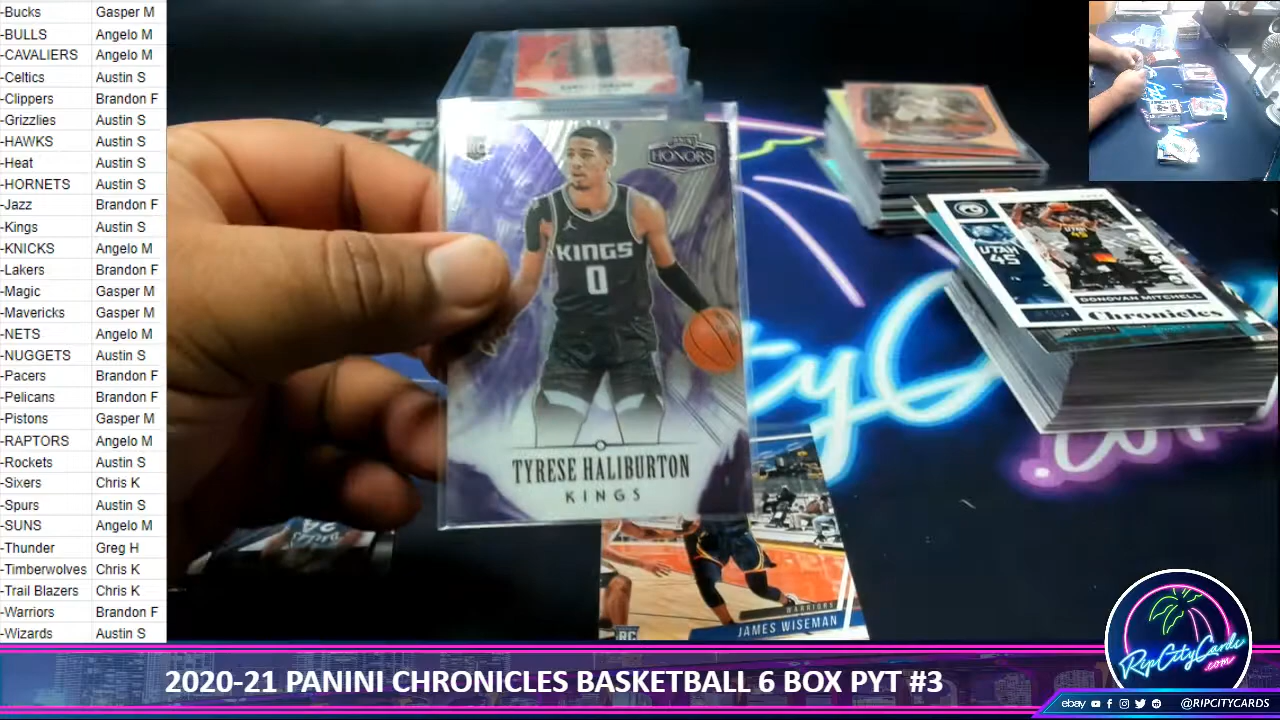 -Bucks Gasper M
-BULLS Angelo M
-CAVALIERS Angelo M
-Celtics Austin S
-Clippers Brandon F
-Grizzlies Austin S
-HAWKS Austin S
-Heat Austin S
-HORNETS Austin S
-Jazz Brandon F
-Kings Austin S
-KNICKS Angelo M
-Lakers Brandon F
-Magic Gasper M
-Mavericks Gasper M
-NETS Angelo M
-NUGGETS Austin S
-Pacers Brandon F
-Pelicans Brandon F
-Pistons Gasper M
-RAPTORS Angelo M
-Rockets Austin S
-Sixers Chris K
-Spurs Austin S
-SUNS Angelo M
-Thunder Greg H
-Timberwolves Chris K
-Trail Blazers Chris K
-Warriors Brandon F
-Wizards Austin S
RC
HONORS
KINGS
0
TYRESE HALIBURTON
KINGS
UTAH
45
UTAH
45
DONOVAN MITCHELL
Chronicles
WARRIORS
RC
JAMES WISEMAN
RipCityCards
.com
2020-21 PANINI CHRONICLES BASKETBALL 6 BOX PYT #3
ebay @RIPCITYCARDS